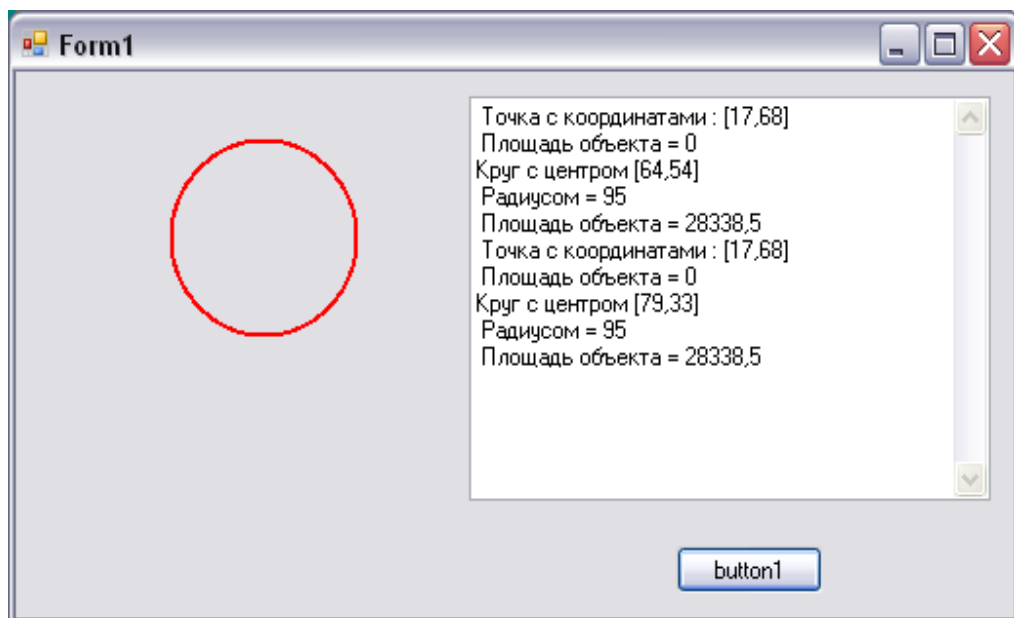 Form1
Точка с координатами : [17,68]
Площадь объекта = 0
Круг с центром [64,54]
Радиусом = 95
Площадь объекта = 28338,5
Точка с координатами : [17,68]
Площадь объекта = 0
Круг с центром [79,33]
Радиусом = 95
Площадь объекта = 28338,5
button1